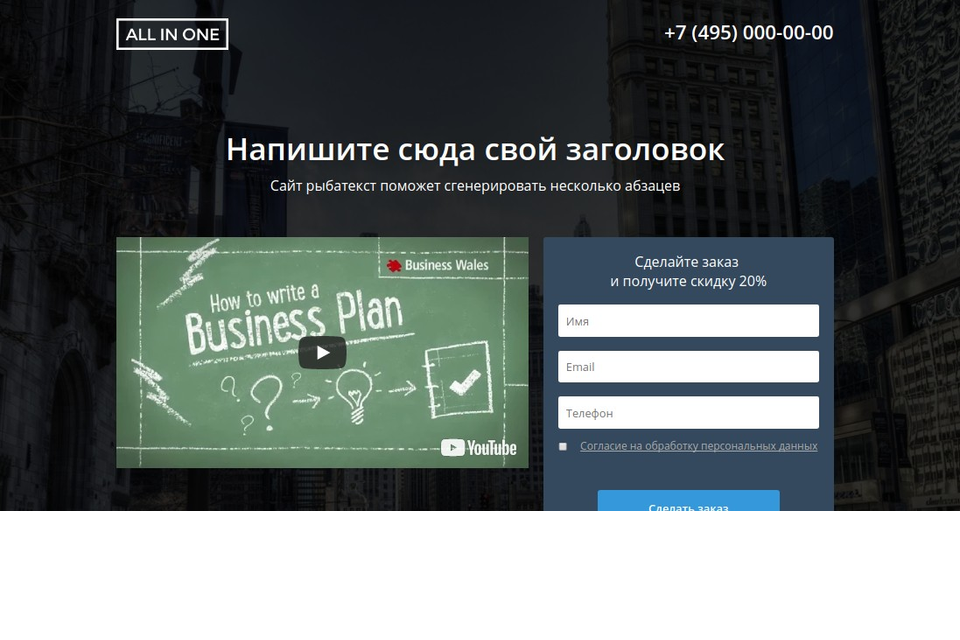 ALL IN ONE
+7 (495) 000-00-00
Напишите сюда свой заголовок
Сайт рыбатекст поможет сгенерировать несколько абзацев
Business Wales
How to write a
Business Plan
YouTube
Сделайте заказ
и получите скидку 20%
Имя
Email
Телефон
Согласие на обработку персональных данных
Сделать заказ